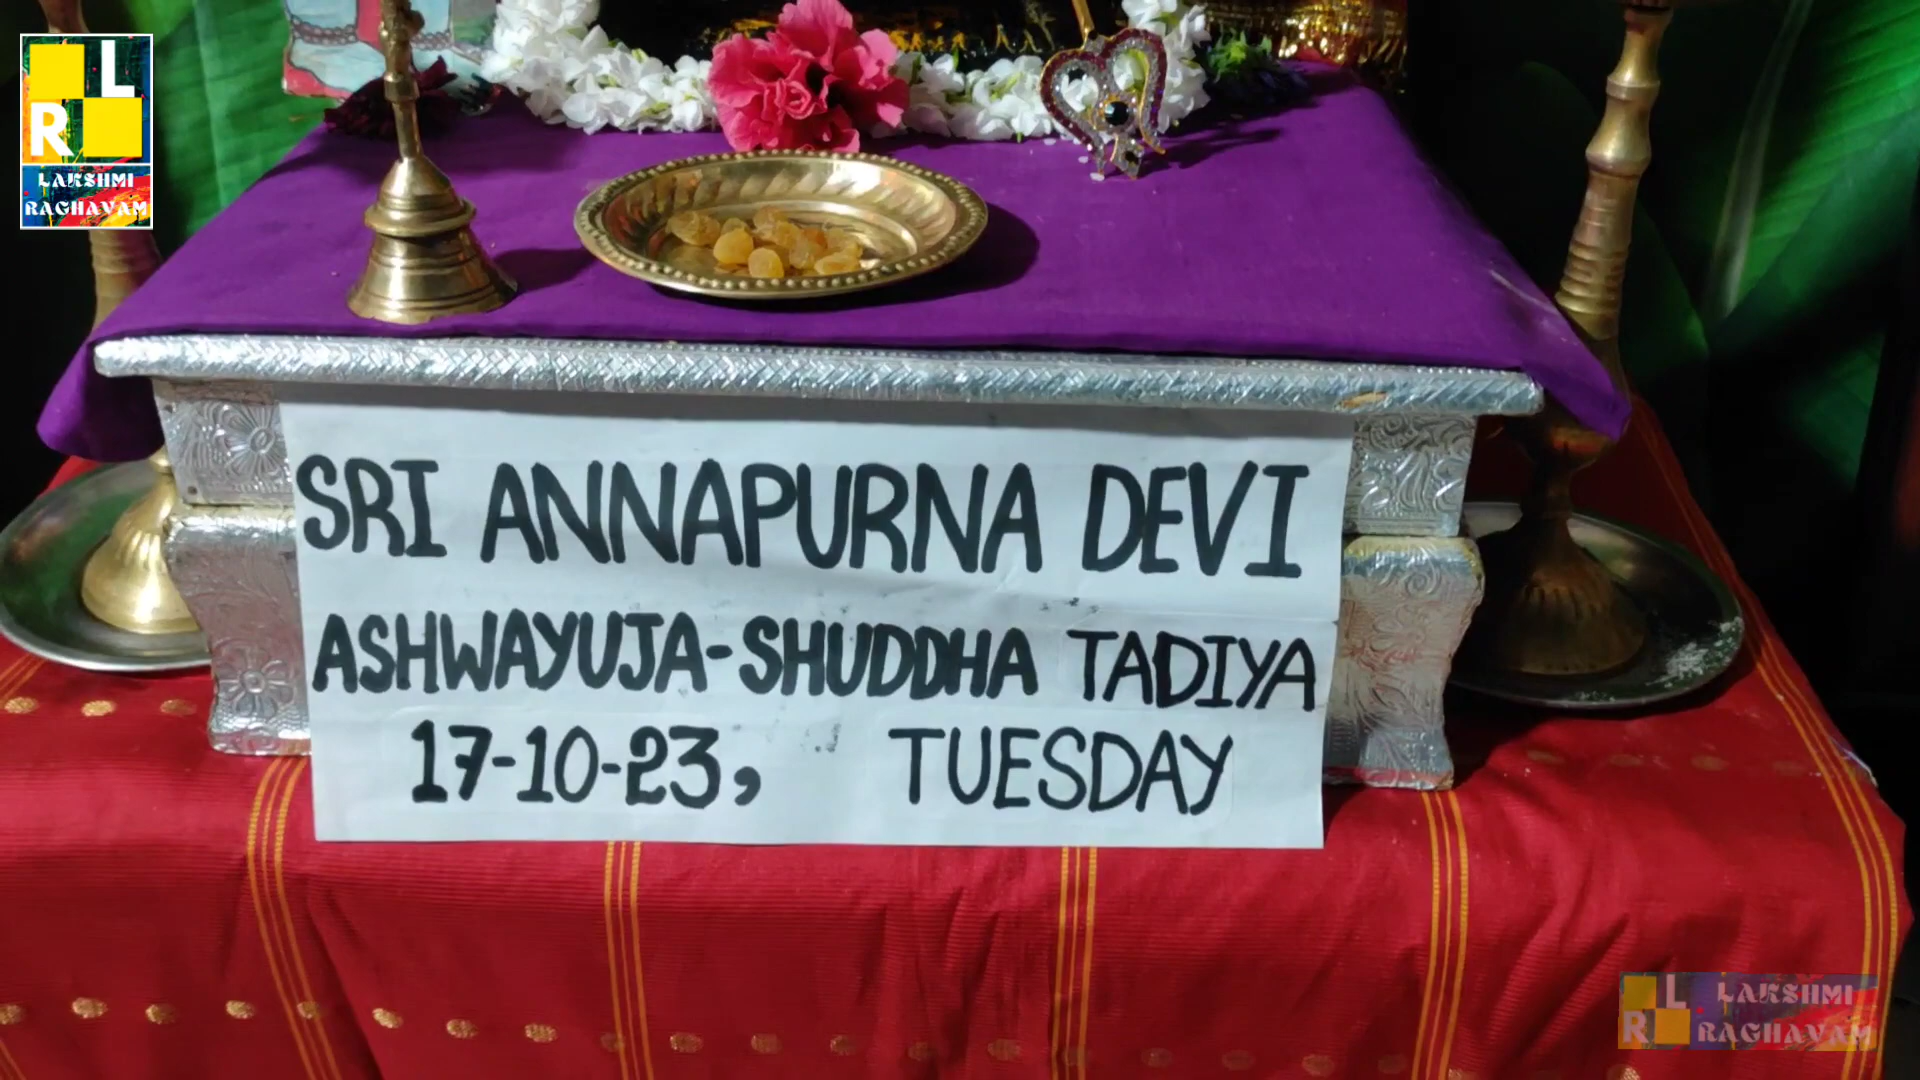 L
R
LAKSHMI
RAGHAVAM
SRI ANNAPURNA DEVI
ASHWAYUJA-SHUDDHA TADIYA
17-10-23, TUESDAY
L
R
LAKSHMI
RAGHAVAM